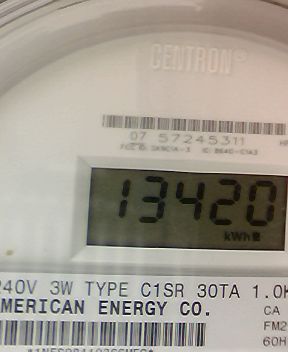 CENTRON®
07 57245311
13420
kWh
240V 3W TYPE C1SR 30TA 1.0K
AMERICAN ENERGY CO.
CA
FM2
60H